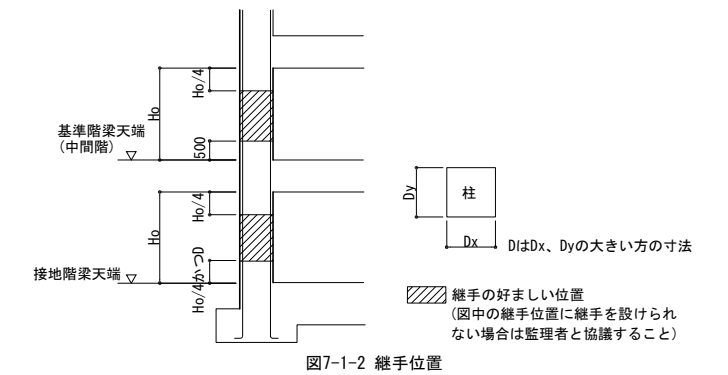 Ho/4
Ho
基準階梁天端
(中間階)
500
Ho/4
Ho
接地階梁天端
Ho/4かつD
Dy
柱
Dx
DはDx、Dyの大きい方の寸法
継手の好ましい位置
(図中の継手位置に継手を設けられ
ない場合は監理者と協議すること)
図7-1-2 継手位置